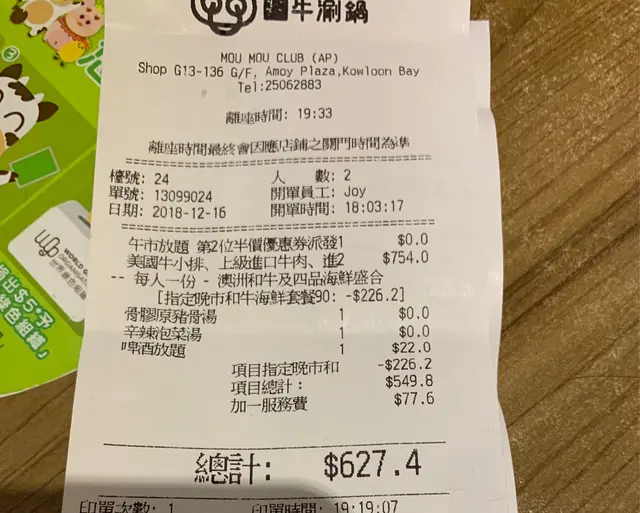 牛涮鍋
MOU MOU CLUB (AP)
Shop G13-136 G/F, Amoy Plaza,Kowloon Bay
Tel:25062883
離座時間: 19:33
離座時間最終會因應店鋪之關門時間為準
檯號: 24 人 數: 2
單號: 13099024 開單員工: Joy
日期: 2018-12-16 開單時間: 18:03:17
午市放題 第2位半價優惠券派發1 $0.0
美國牛小排、上級進口牛肉、進2 $754.0
-- 每人一份 - 澳洲和牛及四品海鮮盛合
[指定晚市和牛海鮮套餐90: -$226.2]
骨膠原豬骨湯 1 $0.0
辛辣泡菜湯 1 $0.0
啤酒放題 1 $22.0
項目指定晚市和 -$226.2
項目總計: $549.8
加一服務費 $77.6
總計: $627.4
印單次數: 1 印單時間: 19:19:07
WORLD G
ORGANISAT